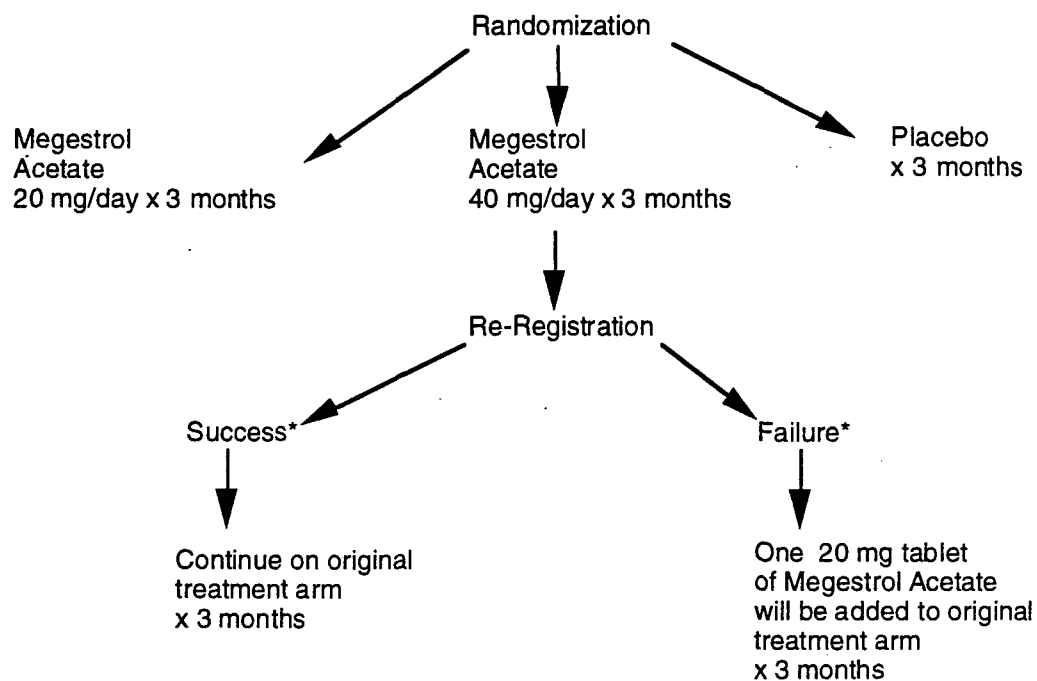 Randomization
Megestrol
Acetate
20 mg/day x 3 months
Megestrol
Acetate
40 mg/day x 3 months
Placebo
x 3 months
Re-Registration
Success*
Failure*
Continue on original
treatment arm
x 3 months
One 20 mg tablet
of Megestrol Acetate
will be added to original
treatment arm
x 3 months